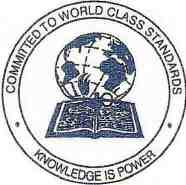 COMMITTED TO WORLD CLASS STANDARDS
KNOWLEDGE IS POWER